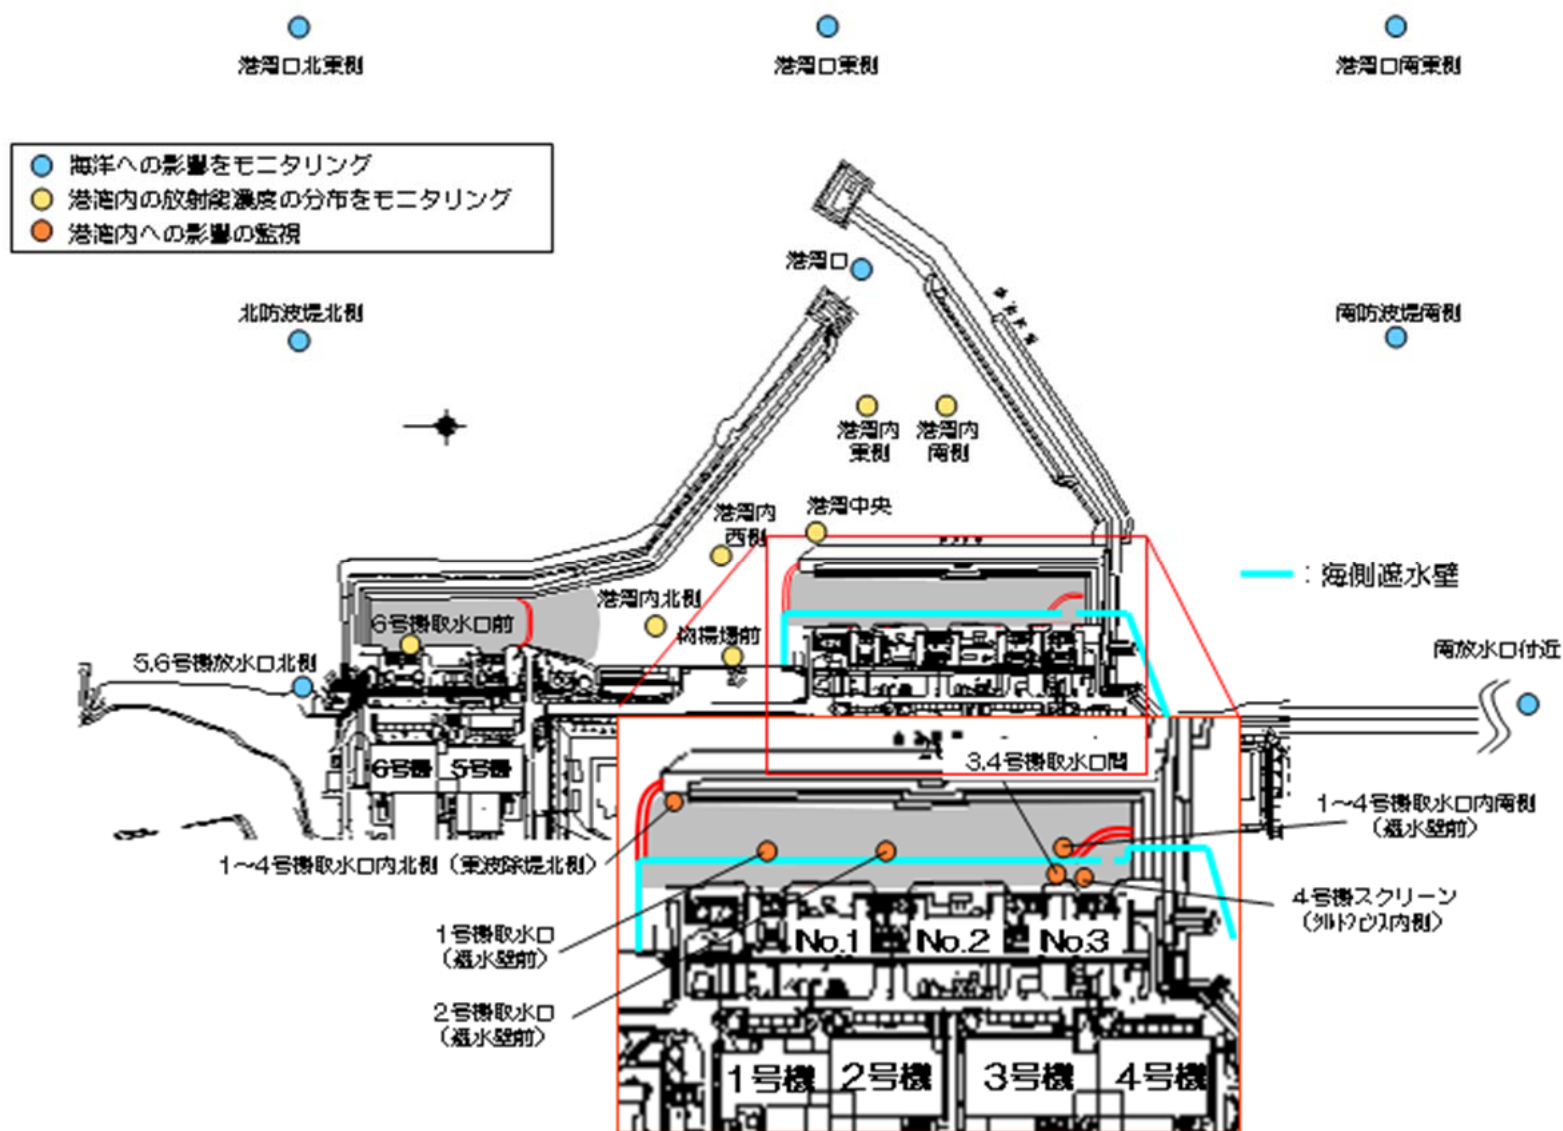 港湾口北東側
港湾口東側
港湾口南東側
海洋への影響をモニタリング
港湾内の放射能濃度の分布をモニタリング
港湾内への影響の監視
港湾口
北防波堤北側
南防波堤南側
港湾内
東側
港湾内
南側
港湾中央
港湾内
西側
：海側遮水壁
港湾内北側
6号機取水口前
物揚場前
5,6号機放水口北側
南放水口付近
6号機
5号機
3,4号機取水口間
1～4号機取水口内南側
（遮水壁前）
1～4号機取水口内北側（東波除堤北側）
4号機スクリーン
（シルトフェンス内側）
1号機取水口
（遮水壁前）
No.1
No.2
No.3
2号機取水口
（遮水壁前）
1号機
2号機
3号機
4号機